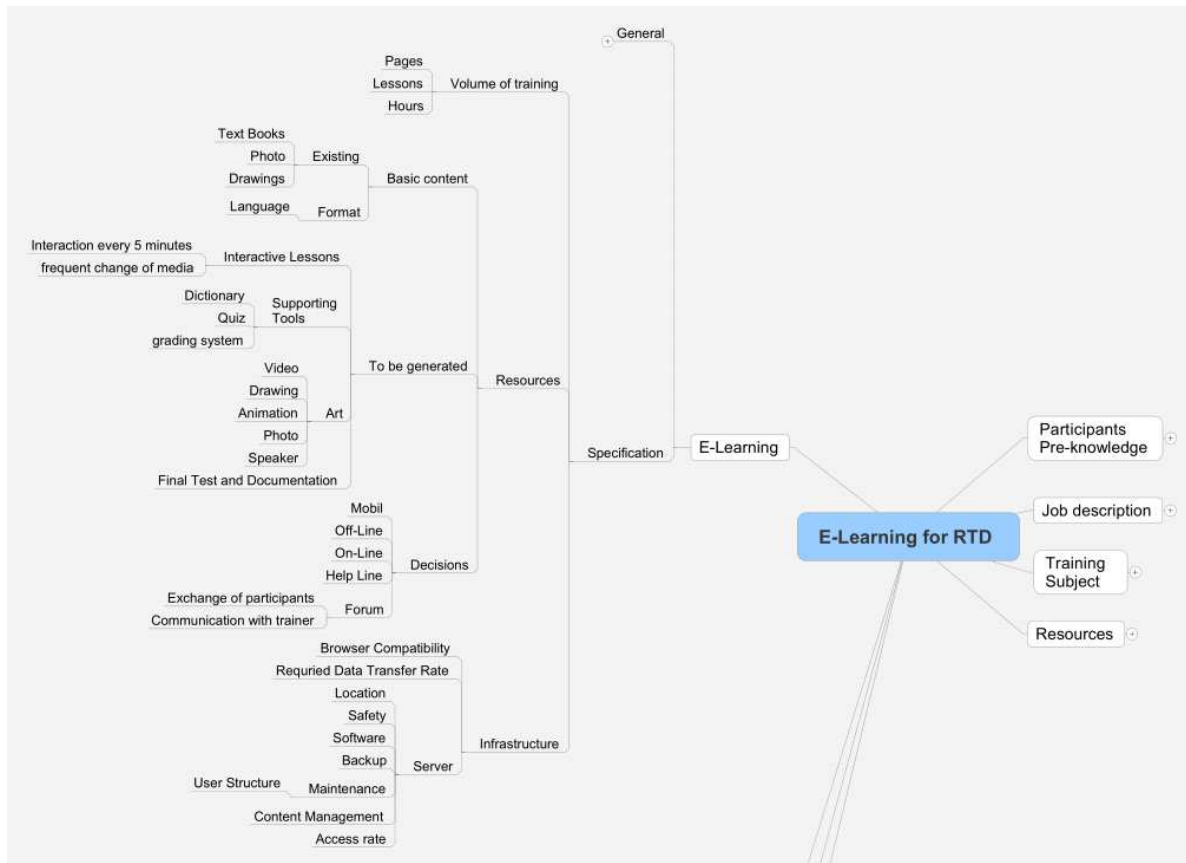 General
Pages
Lessons
Hours
Volume of training
Text Books
Photo
Drawings
Existing
Language
Format
Basic content
Interaction every 5 minutes
frequent change of media
Interactive Lessons
Dictionary
Quiz
grading system
Supporting
Tools
Video
Drawing
Animation
Photo
Speaker
Art
Final Test and Documentation
To be generated
Mobil
Off-Line
On-Line
Help Line
Exchange of participants
Communication with trainer
Forum
Decisions
Resources
Browser Compatibility
Requried Data Transfer Rate
Location
Safety
Software
Backup
User Structure
Maintenance
Content Management
Access rate
Server
Infrastructure
Specification
E-Learning
E-Learning for RTD
Participants
Pre-knowledge
Job description
Training
Subject
Resources